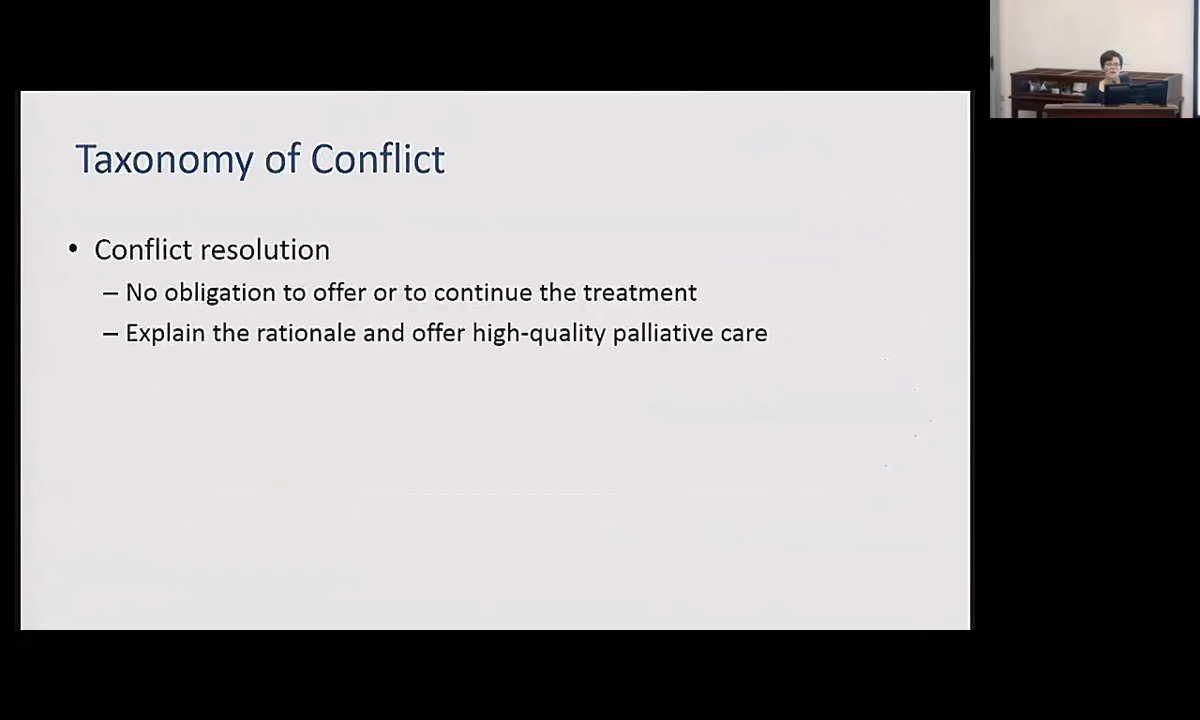 Taxonomy of Conflict
• Conflict resolution
– No obligation to offer or to continue the treatment
– Explain the rationale and offer high-quality palliative care